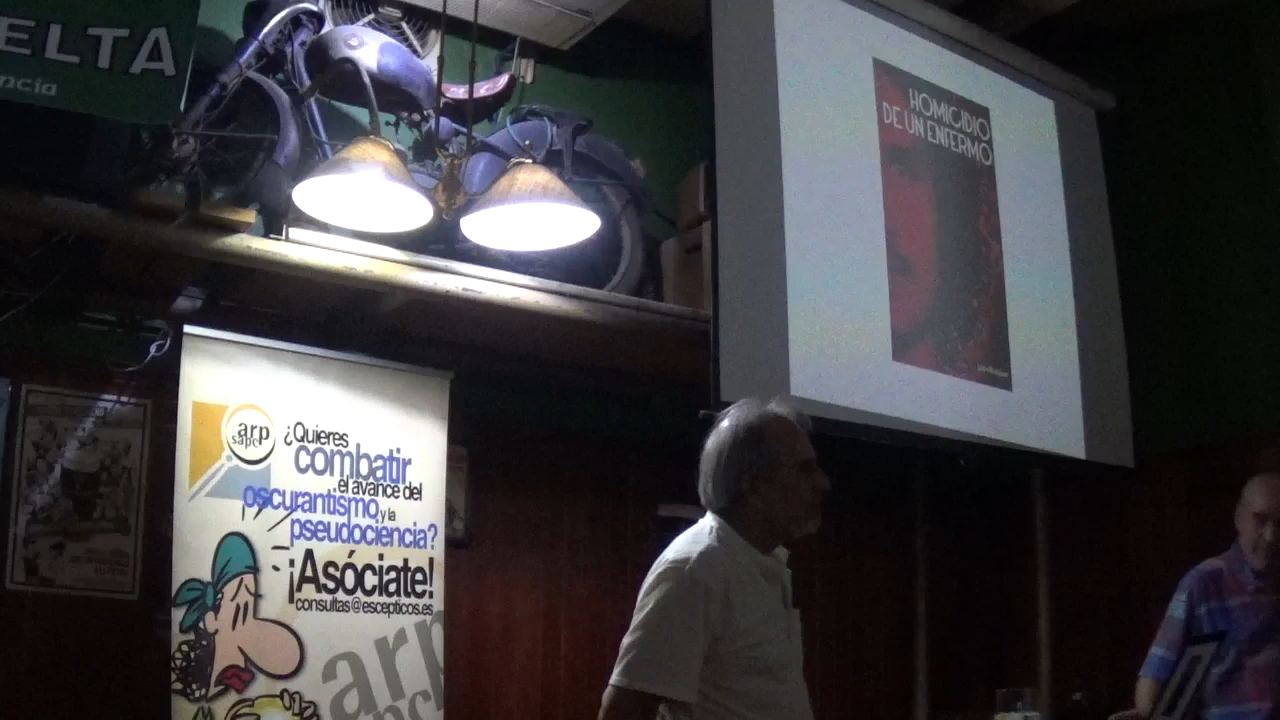 ELTA
ncia
HOMICIDIO
DE UN ENFERMO
arp
sapc
¿Quieres
combatir
el avance del
oscurantismo
y la
pseudociencia?
¡Asóciate!
consultas@escepticos.es
arp